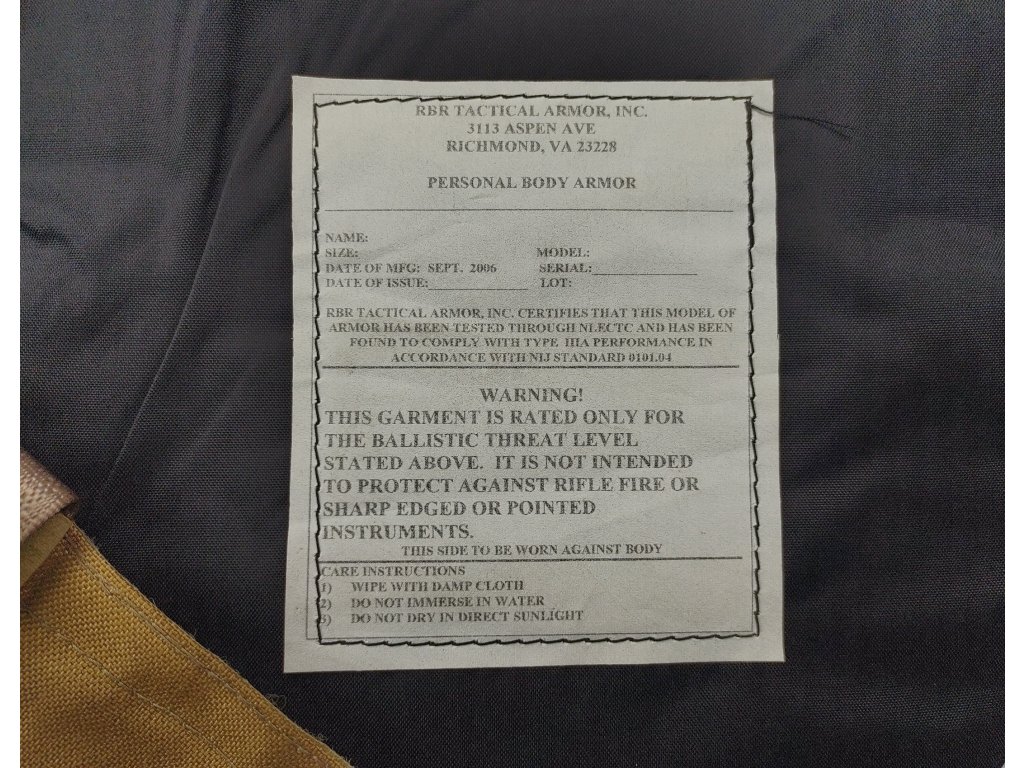 RBR TACTICAL ARMOR, INC.
3113 ASPEN AVE
RICHMOND, VA 23228
PERSONAL BODY ARMOR
NAME:
SIZE: MODEL:
DATE OF MFG: SEPT. 2006 SERIAL:
DATE OF ISSUE: LOT:
RBR TACTICAL ARMOR, INC. CERTIFIES THAT THIS MODEL OF
ARMOR HAS BEEN TESTED THROUGH NLECTC AND HAS BEEN
FOUND TO COMPLY WITH TYPE IIIA PERFORMANCE IN
ACCORDANCE WITH NIJ STANDARD 0101.04
WARNING!
THIS GARMENT IS RATED ONLY FOR
THE BALLISTIC THREAT LEVEL
STATED ABOVE. IT IS NOT INTENDED
TO PROTECT AGAINST RIFLE FIRE OR
SHARP EDGED OR POINTED
INSTRUMENTS.
THIS SIDE TO BE WORN AGAINST BODY
CARE INSTRUCTIONS
1) WIPE WITH DAMP CLOTH
2) DO NOT IMMERSE IN WATER
3) DO NOT DRY IN DIRECT SUNLIGHT